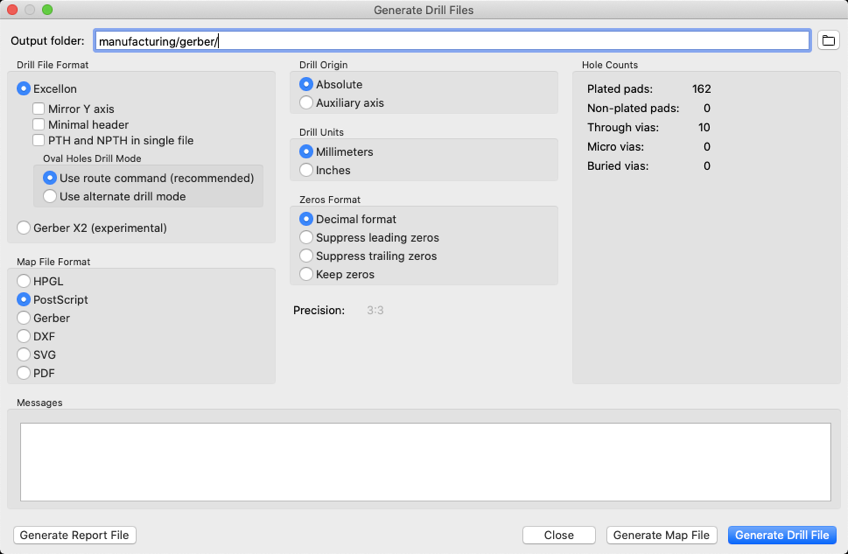 Generate Drill Files
Output folder: manufacturing/gerber/
Drill File Format
Excellon
Mirror Y axis
Minimal header
PTH and NPTH in single file
Oval Holes Drill Mode
Use route command (recommended)
Use alternate drill mode
Gerber X2 (experimental)
Map File Format
HPGL
PostScript
Gerber
DXF
SVG
PDF
Drill Origin
Absolute
Auxiliary axis
Drill Units
Millimeters
Inches
Zeros Format
Decimal format
Suppress leading zeros
Suppress trailing zeros
Keep zeros
Precision: 3:3
Hole Counts
Plated pads: 162
Non-plated pads: 0
Through vias: 10
Micro vias: 0
Buried vias: 0
Messages
Generate Report File
Close
Generate Map File
Generate Drill File